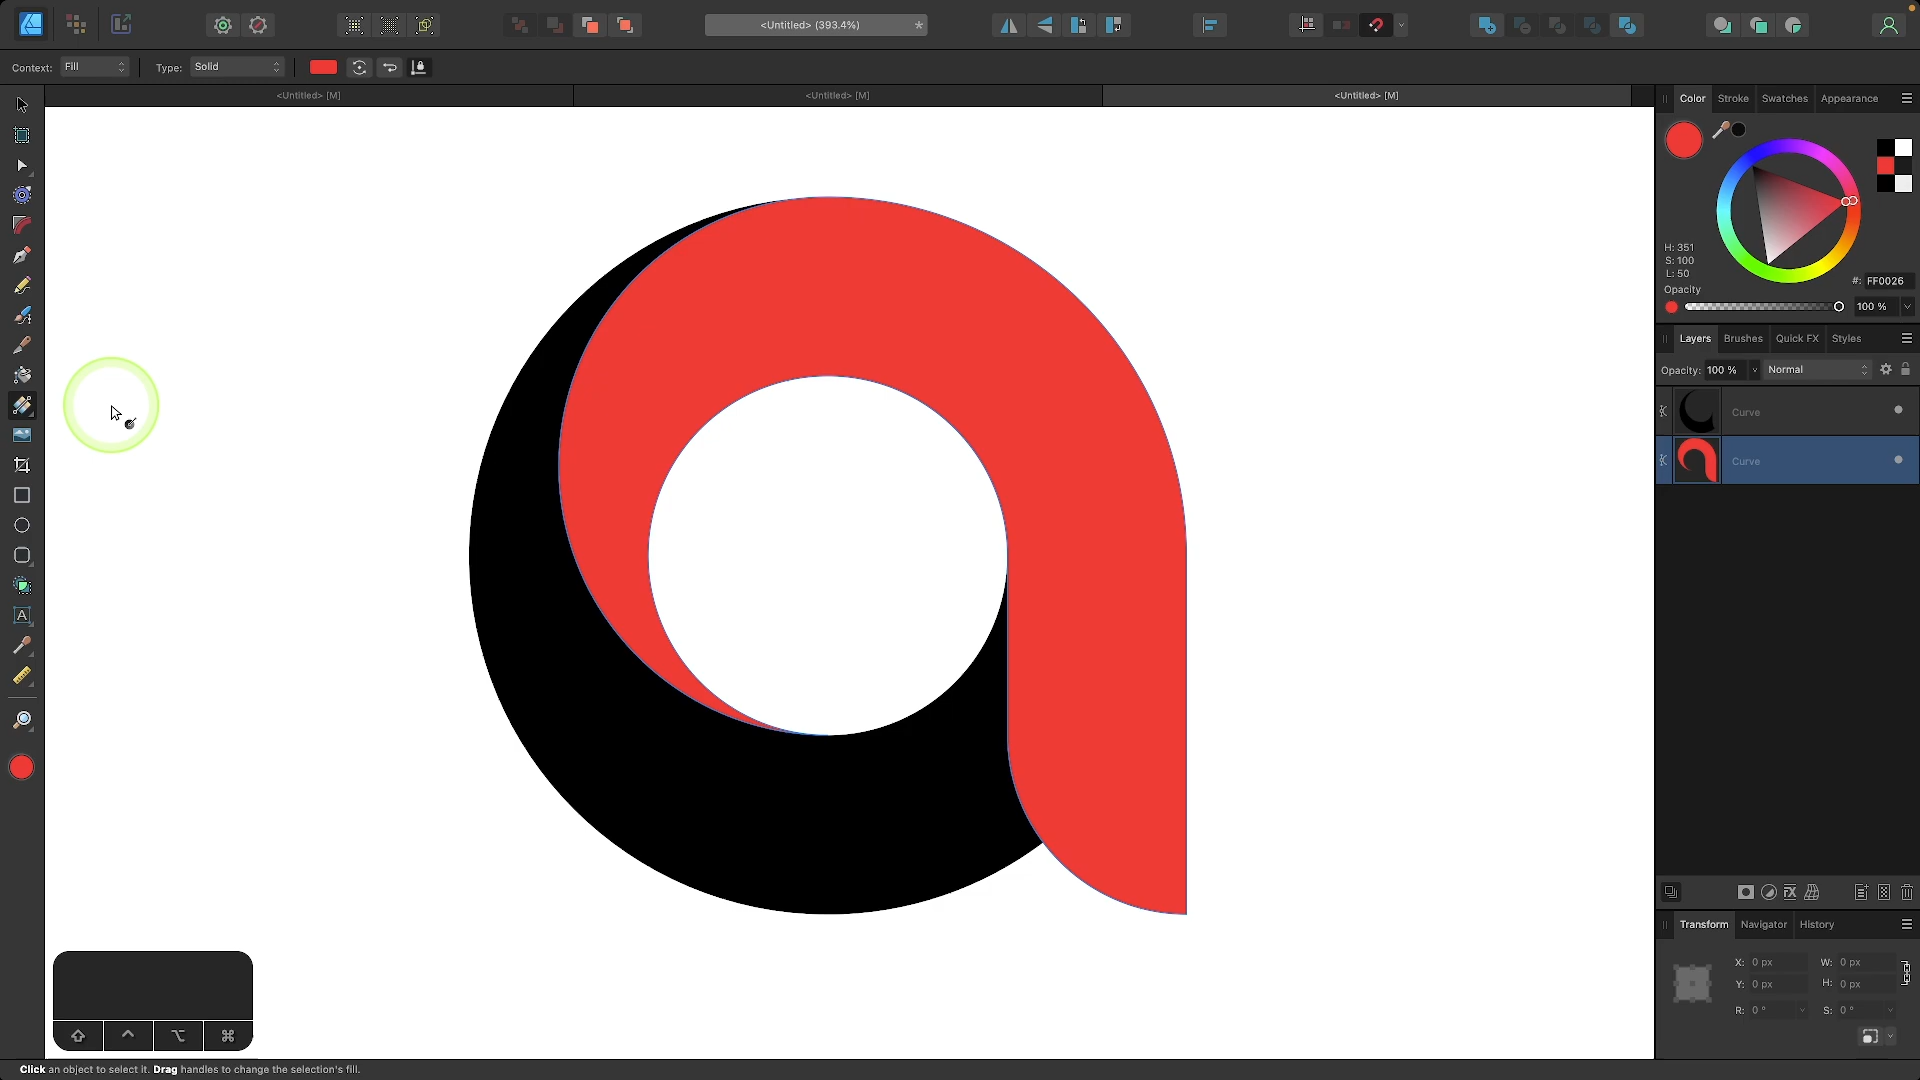 <Untitled> (393.4%)
*
Context: Fill Type: Solid
<Untitled> [M] <Untitled> [M] <Untitled> [M]
Color Stroke Swatches Appearance
H: 351
S: 100
L: 50
#: FF0026
Opacity
100 %
Layers Brushes Quick FX Styles
Opacity: 100 % Normal
Curve
Curve
A
Transform Navigator History
X: 0 px W: 0 px
Y: 0 px H: 0 px
R: 0 ° S: 0 °
Click an object to select it. Drag handles to change the selection's fill.